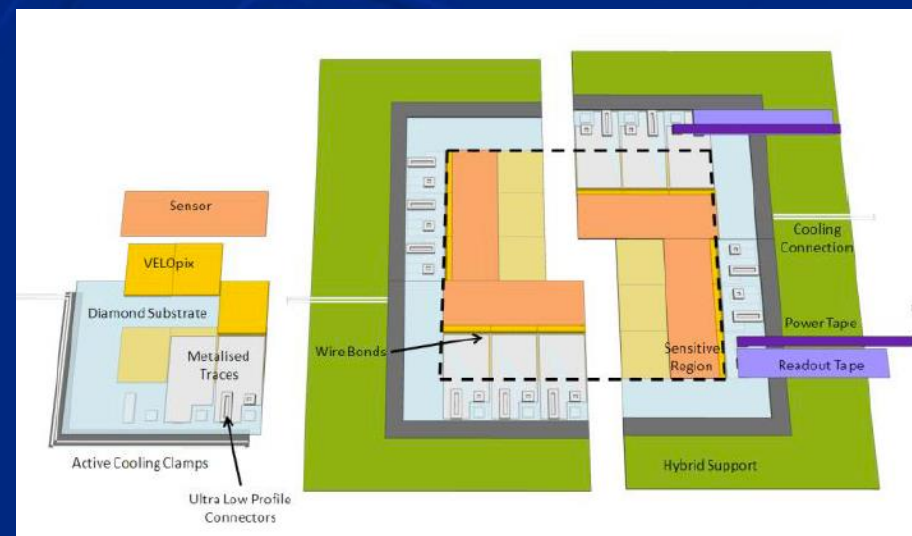 Sensor
VELOpix
Diamond Substrate
Metalised
Traces
Active Cooling Clamps
Ultra Low Profile
Connectors
Wire Bonds
Sensitive
Region
Cooling
Connection
Power Tape
Readout Tape
Hybrid Support